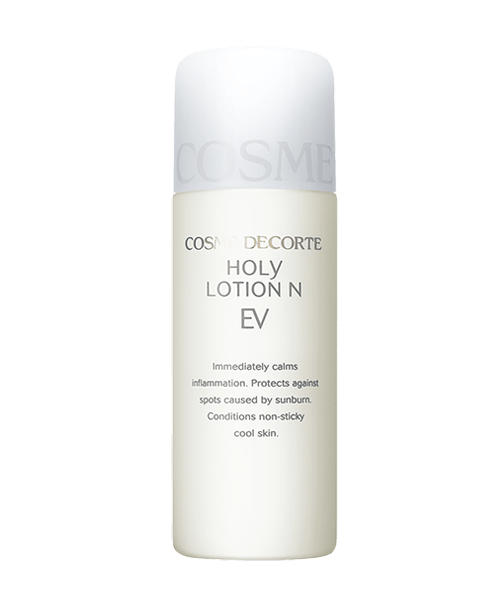 COSME
COSME DECORTE
HOLY
LOTION N
EV
Immediately calms
inflammation. Protects against
spots caused by sunburn.
Conditions non-sticky
cool skin.